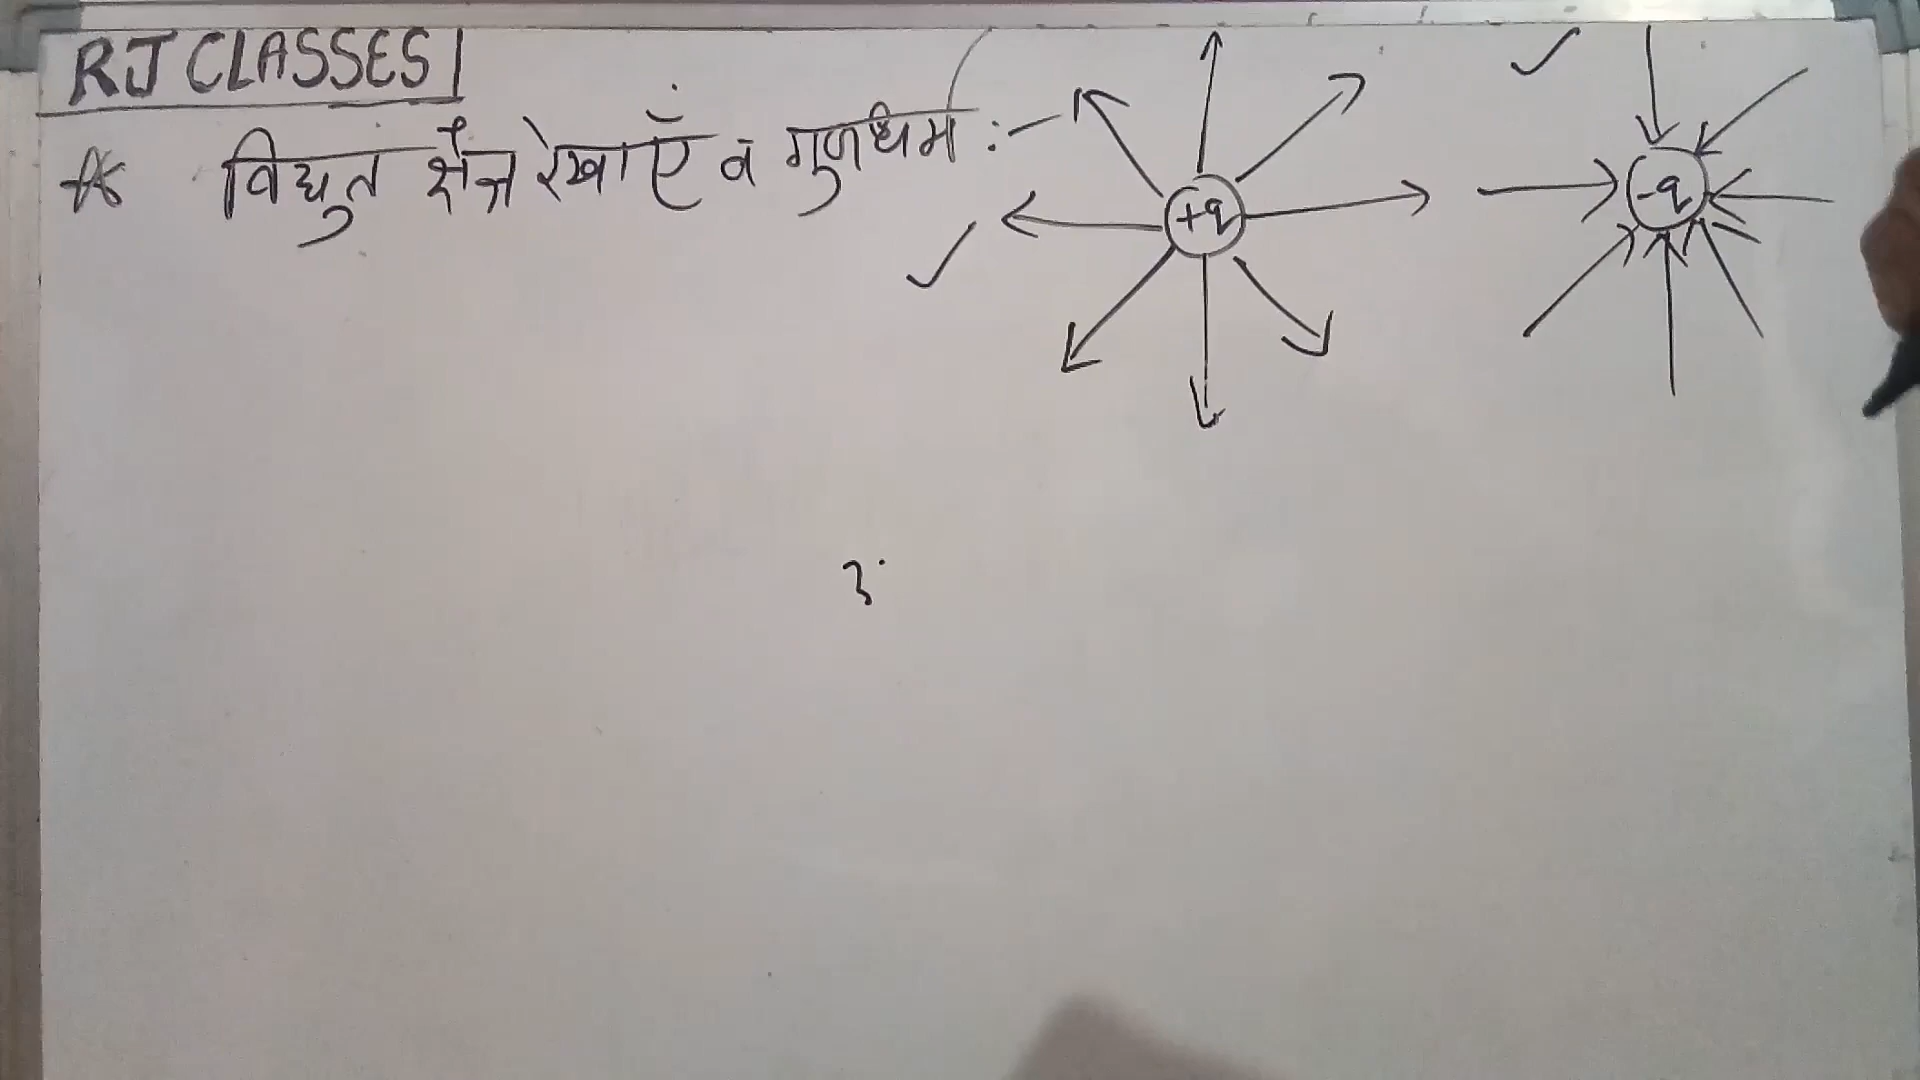 RJ CLASSES
विद्युत क्षैत्र रेखाएँ व गुणधर्म :-
+q
-q